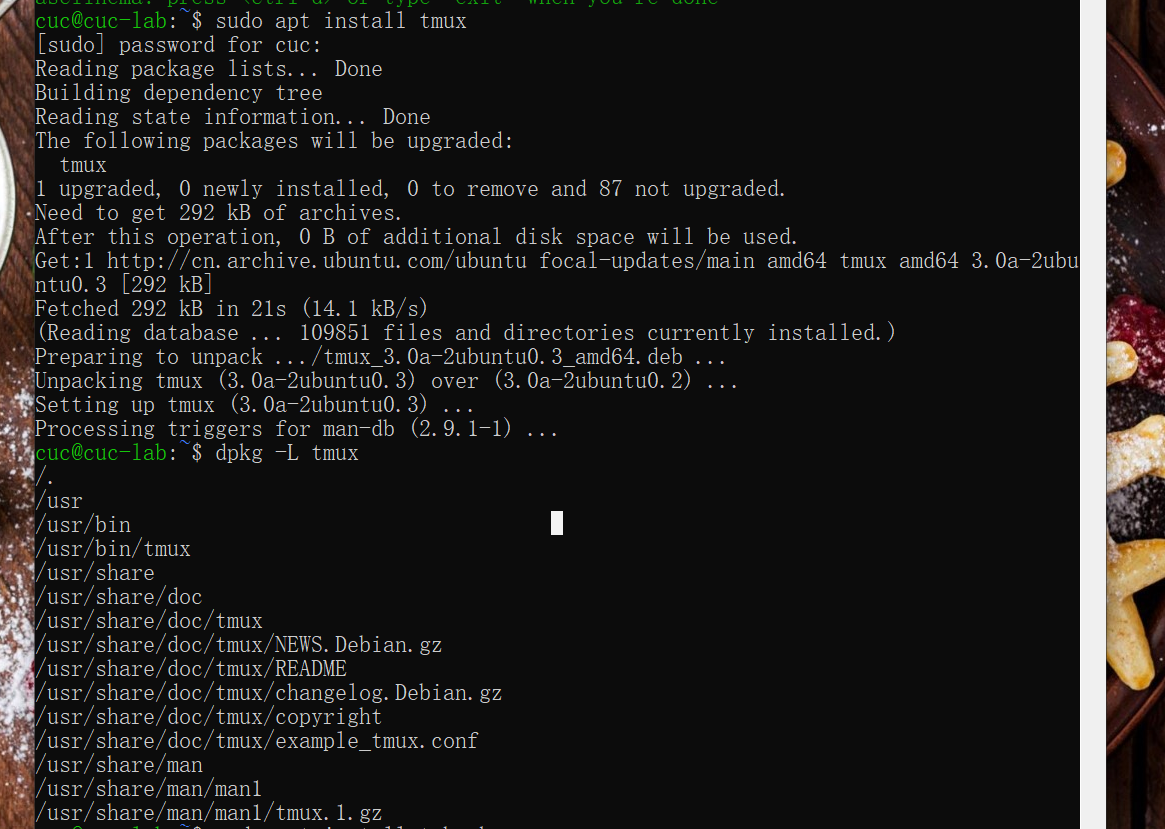 cuc@cuc-lab:~$ sudo apt install tmux
[sudo] password for cuc:
Reading package lists... Done
Building dependency tree
Reading state information... Done
The following packages will be upgraded:
  tmux
1 upgraded, 0 newly installed, 0 to remove and 87 not upgraded.
Need to get 292 kB of archives.
After this operation, 0 B of additional disk space will be used.
Get:1 http://cn.archive.ubuntu.com/ubuntu focal-updates/main amd64 tmux amd64 3.0a-2ubu
ntu0.3 [292 kB]
Fetched 292 kB in 21s (14.1 kB/s)
(Reading database ... 109851 files and directories currently installed.)
Preparing to unpack .../tmux_3.0a-2ubuntu0.3_amd64.deb ...
Unpacking tmux (3.0a-2ubuntu0.3) over (3.0a-2ubuntu0.2) ...
Setting up tmux (3.0a-2ubuntu0.3) ...
Processing triggers for man-db (2.9.1-1) ...
cuc@cuc-lab:~$ dpkg -L tmux
/.
/usr
/usr/bin
/usr/bin/tmux
/usr/share
/usr/share/doc
/usr/share/doc/tmux
/usr/share/doc/tmux/NEWS.Debian.gz
/usr/share/doc/tmux/README
/usr/share/doc/tmux/changelog.Debian.gz
/usr/share/doc/tmux/copyright
/usr/share/doc/tmux/example_tmux.conf
/usr/share/man
/usr/share/man/man1
/usr/share/man/man1/tmux.1.gz